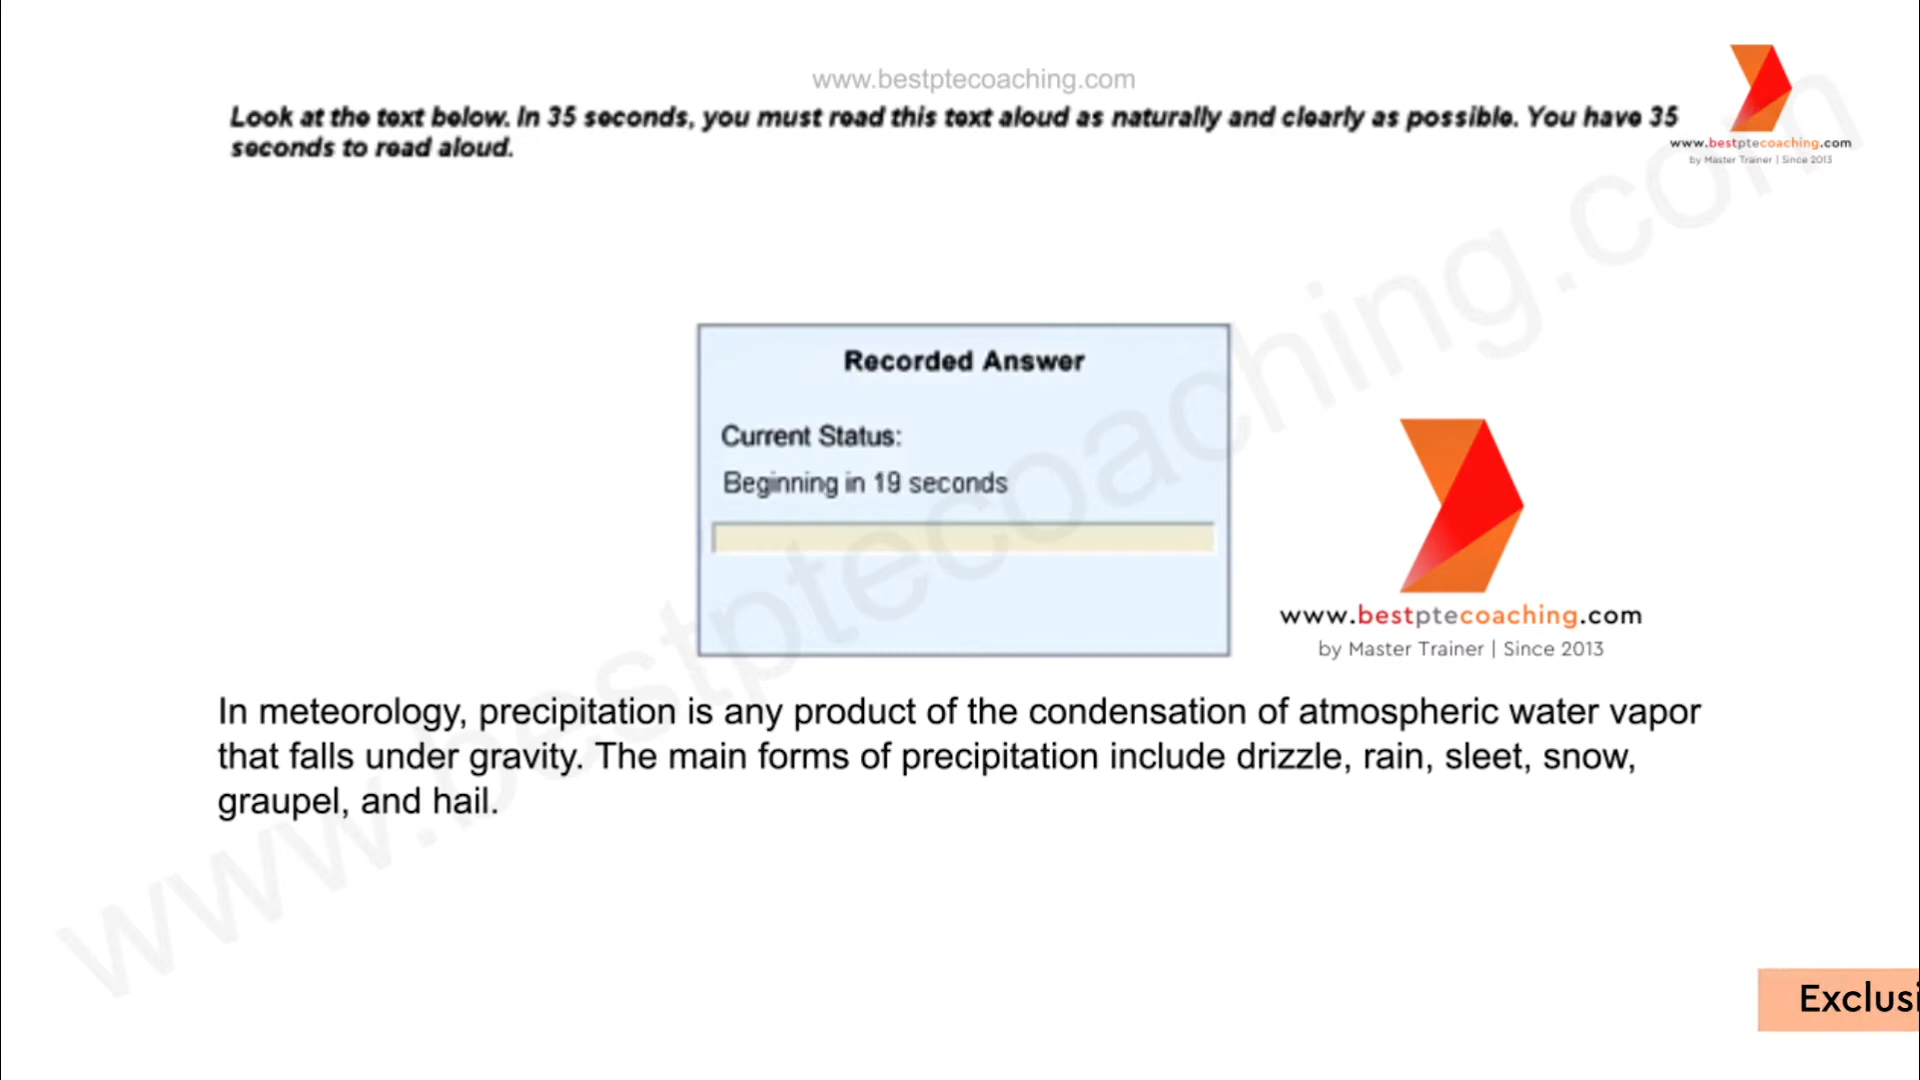 www.bestptecoaching.com
Look at the text below. In 35 seconds, you must read this text aloud as naturally and clearly as possible. You have 35
seconds to read aloud.
www.bestptecoaching.com
by Master Trainer | Since 2013
Recorded Answer
Current Status:
Beginning in 19 seconds
www.bestptecoaching.com
by Master Trainer | Since 2013
In meteorology, precipitation is any product of the condensation of atmospheric water vapor
that falls under gravity. The main forms of precipitation include drizzle, rain, sleet, snow,
graupel, and hail.
www.bestptecoaching.com
Exclusi